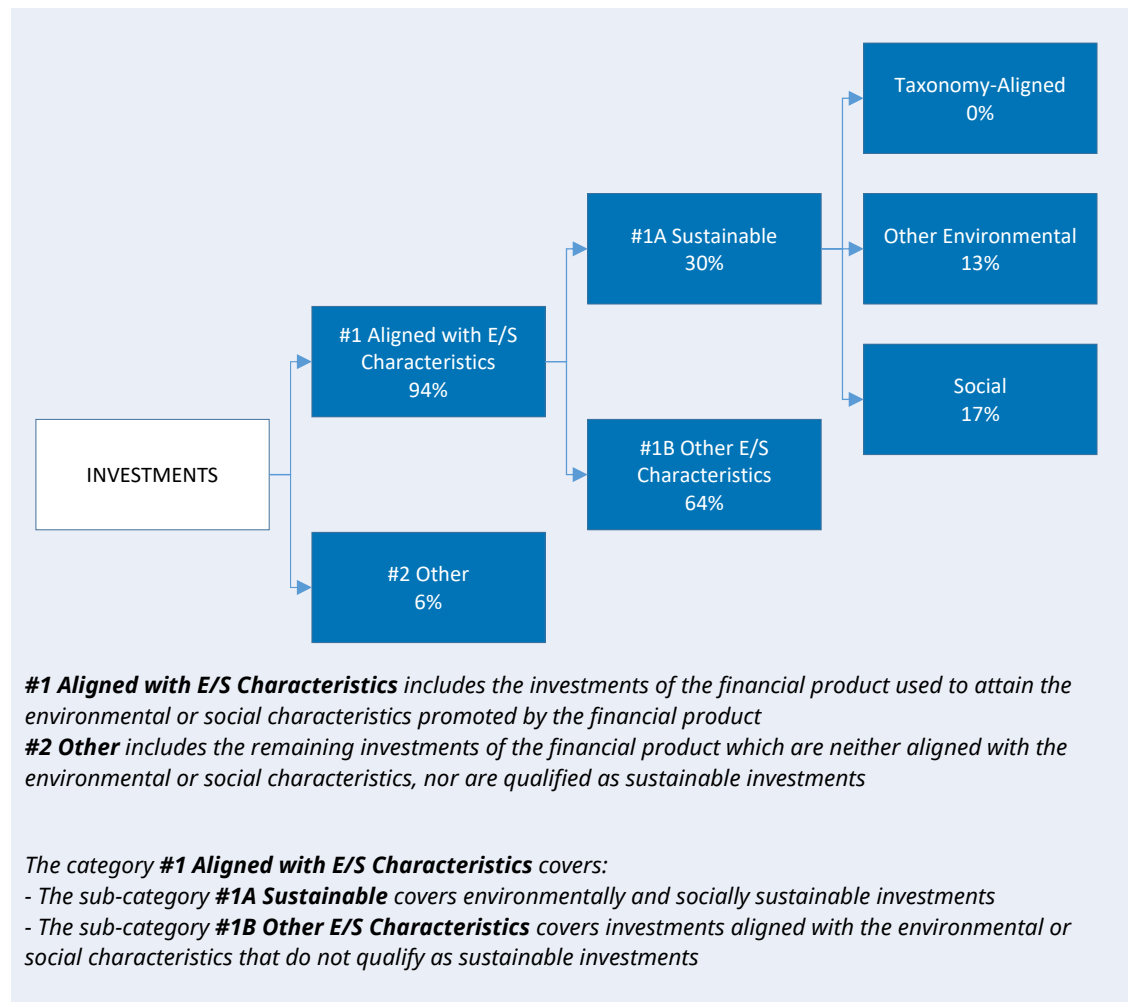 Taxonomy-Aligned
0%
#1A Sustainable
30%
Other Environmental
13%
#1 Aligned with E/S
Characteristics
94%
Social
17%
INVESTMENTS
#1B Other E/S
Characteristics
64%
#2 Other
6%
#1 Aligned with E/S Characteristics includes the investments of the financial product used to attain the
environmental or social characteristics promoted by the financial product
#2 Other includes the remaining investments of the financial product which are neither aligned with the
environmental or social characteristics, nor are qualified as sustainable investments
The category #1 Aligned with E/S Characteristics covers:
- The sub-category #1A Sustainable covers environmentally and socially sustainable investments
- The sub-category #1B Other E/S Characteristics covers investments aligned with the environmental or
social characteristics that do not qualify as sustainable investments